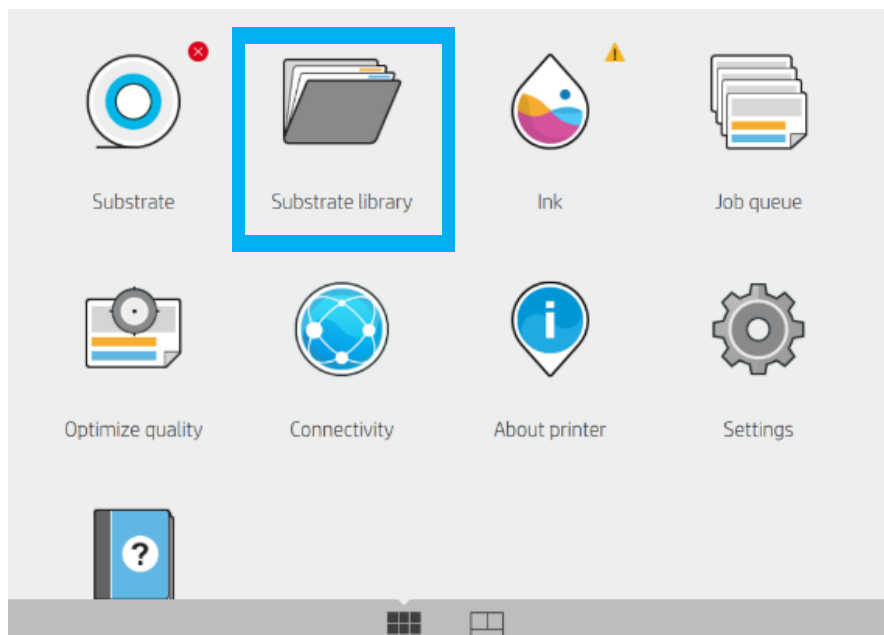 Substrate
Substrate library
Ink
Job queue
i
Optimize quality
Connectivity
About printer
Settings
?